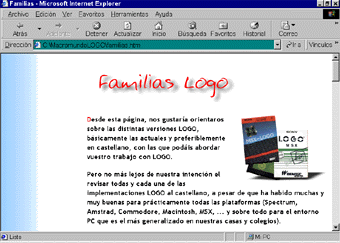 Familias - Microsoft Internet Explorer
Archivo Edición Ver Favoritos Herramientas Ayuda
Atrás Adelante Detener Actualizar Inicio Búsqueda Favoritos Historial Correo
Dirección C:\MacromundoLOGO\familias.htm Ir a Vínculos
Familias Logo
Desde esta página, nos gustaría orientaros
sobre las distintas versiones LOGO,
básicamente las actuales y preferiblemente
en castellano, con las que podáis abordar
vuestro trabajo con LOGO.
LOGO
MSX
Pero no más lejos de nuestra intención el
revisar todas y cada una de las
implementaciones LOGO al castellano, a pesar de que ha habido muchas y
muy buenas para prácticamente todas las plataformas (Spectrum,
Amstrad, Commodore, Macintosh, MSX, ... y sobre todo para el entorno
PC que es el más generalizado en nuestras casas y colegios).
Listo Mi PC